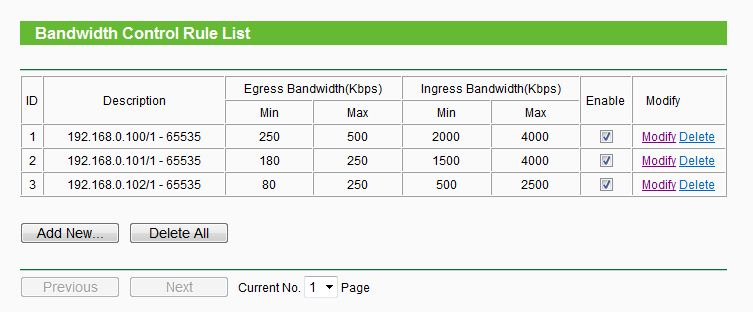 Bandwidth Control Rule List
ID Description Egress Bandwidth(Kbps) Ingress Bandwidth(Kbps) Enable Modify
Min Max Min Max
1 192.168.0.100/1 - 65535 250 500 2000 4000 Modify Delete
2 192.168.0.101/1 - 65535 180 250 1500 4000 Modify Delete
3 192.168.0.102/1 - 65535 80 250 500 2500 Modify Delete
Add New... Delete All
Previous Next Current No. 1 Page